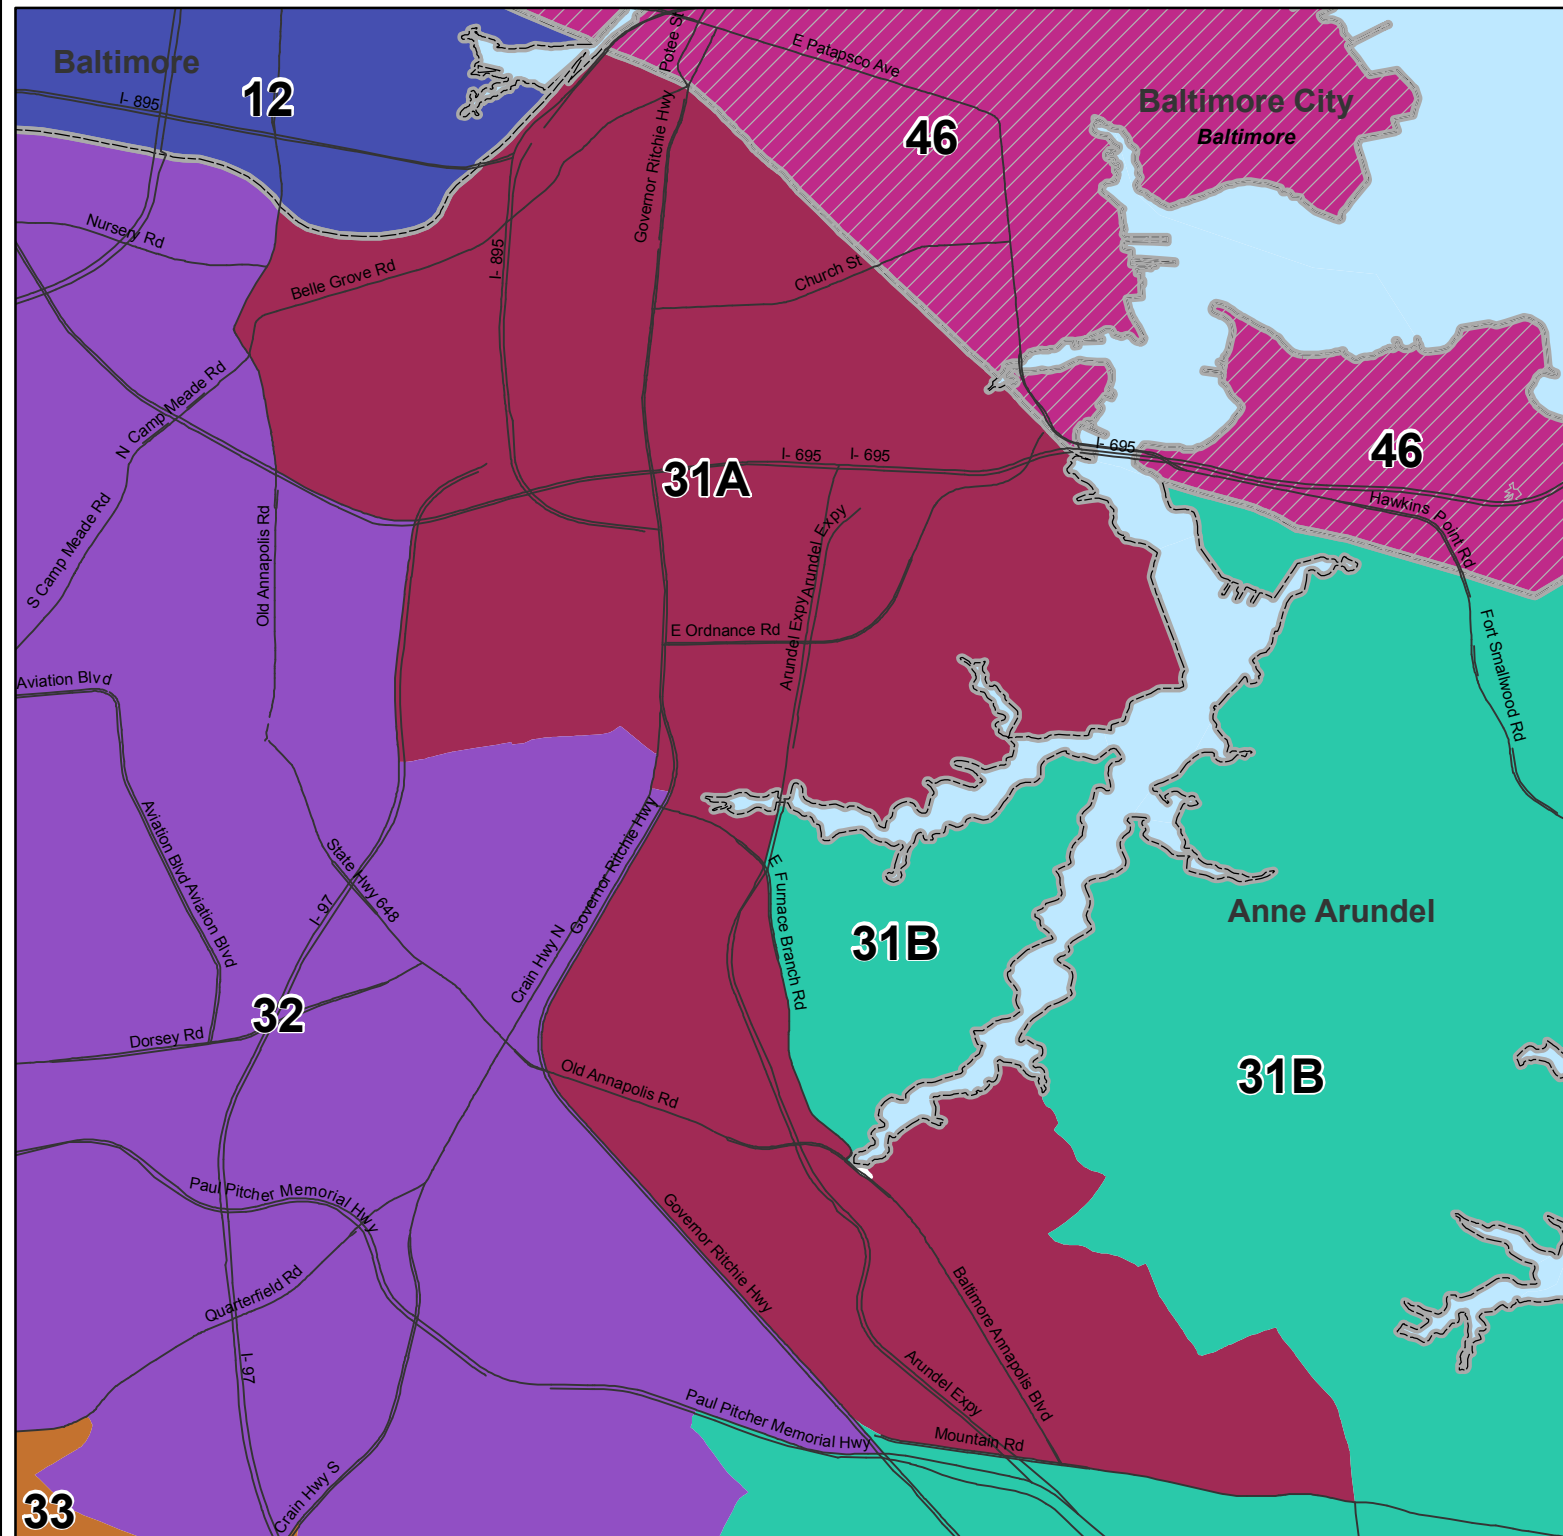 Potee St
E Patapsco Ave
Baltimore
12
I- 895
Baltimore City
Baltimore
46
Governor Ritchie Hwy
Nursery Rd
Belle Grove Rd
I- 895
Church St
N Camp Meade Rd
I- 695
46
I- 695
I- 695
31A
Hawkins Point Rd
S Camp Meade Rd
Old Annapolis Rd
Arundel Expy
E Ordnance Rd
Arundel Expy
Fort Smallwood Rd
Aviation Blvd
Aviation Blvd
Aviation Blvd
State Hwy 648
Governor Ritchie Hwy
E Furnace Branch Rd
I- 97
31B
Anne Arundel
Crain Hwy N
32
Dorsey Rd
Old Annapolis Rd
31B
Paul Pitcher Memorial Hwy
Governor Ritchie Hwy
Quarterfield Rd
Baltimore Annapolis Blvd
I- 97
Arundel Expy
Paul Pitcher Memorial Hwy
Mountain Rd
Crain Hwy S
33